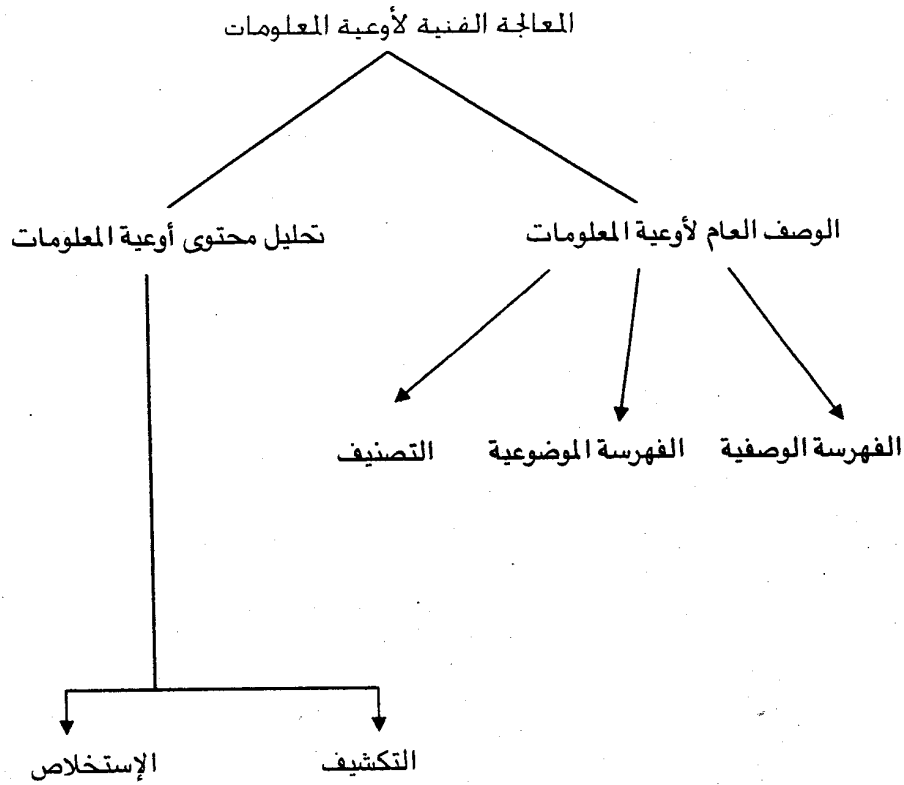 المعالجة الفنية لأوعية المعلومات
الوصف العام لأوعية المعلومات
تحليل محتوى أوعية المعلومات
الفهرسة الوصفية
الفهرسة الموضوعية
التصنيف
التكشيف
الإستخلاص